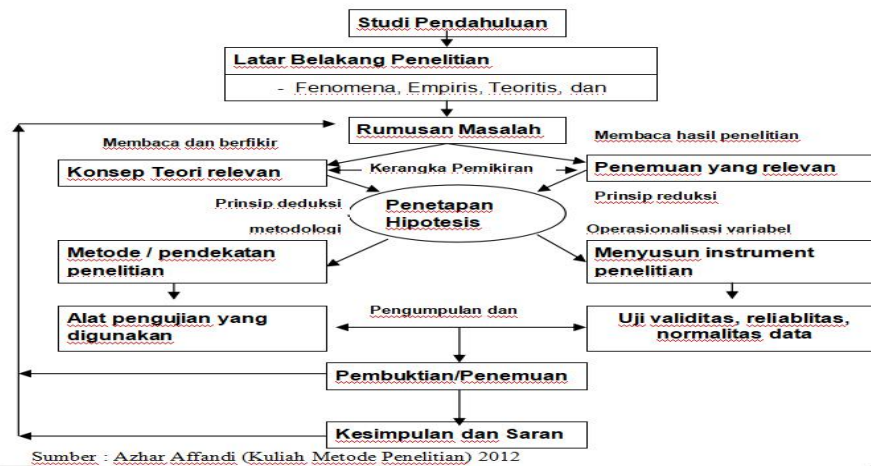 Studi Pendahuluan
Latar Belakang Penelitian
- Fenomena, Empiris, Teoritis, dan
Rumusan Masalah
Membaca dan berfikir
Membaca hasil penelitian
Konsep Teori relevan
Kerangka Pemikiran
Penemuan yang relevan
Prinsip deduksi
Penetapan
Hipotesis
Prinsip reduksi
metodologi
Operasionalisasi variabel
Metode / pendekatan
penelitian
Menyusun instrument
penelitian
Alat pengujian yang
digunakan
Pengumpulan dan
Uji validitas, reliablitas,
normalitas data
Pembuktian/Penemuan
Kesimpulan dan Saran
Sumber : Azhar Affandi (Kuliah Metode Penelitian) 2012